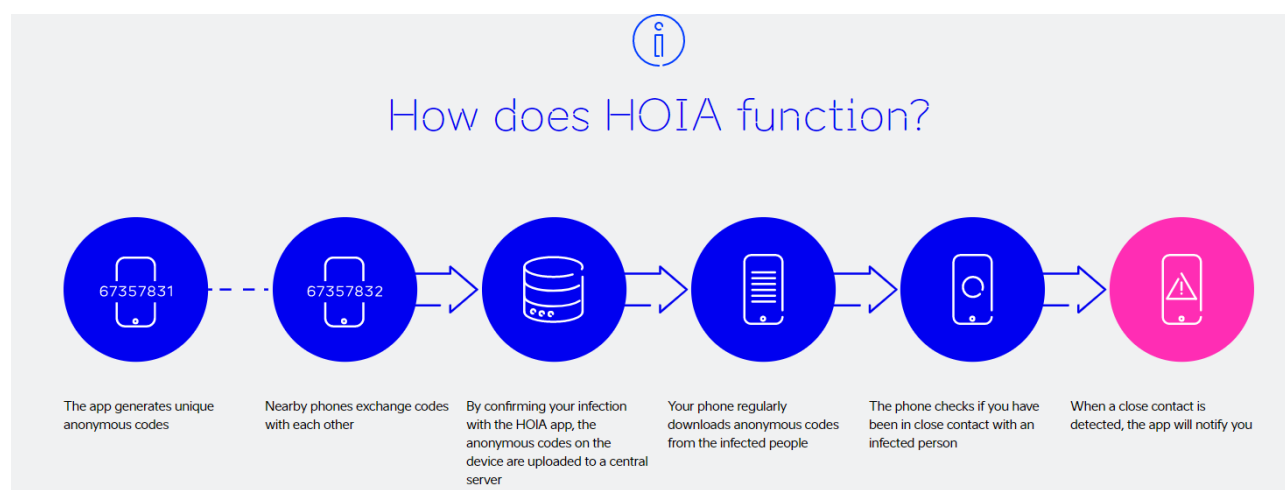 How does HOIA function?
67357831
67357832
The app generates unique
anonymous codes
Nearby phones exchange codes
with each other
By confirming your infection
with the HOIA app, the
anonymous codes on the
device are uploaded to a central
server
Your phone regularly
downloads anonymous codes
from the infected people
The phone checks if you have
been in close contact with an
infected person
When a close contact is
detected, the app will notify you